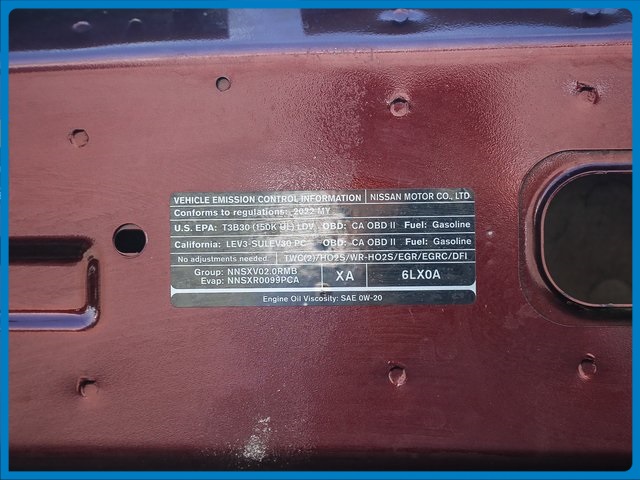 VEHICLE EMISSION CONTROL INFORMATION NISSAN MOTOR CO., LTD
Conforms to regulations: 2022 MY
U.S. EPA: T3B30 (150K Mi.) LDV OBD: CA OBD II Fuel: Gasoline
California: LEV3-SULEV30 PC OBD: CA OBD II Fuel: Gasoline
No adjustments needed. TWC(2)/HO2S/WR-HO2S/EGR/EGRC/DFI
Group: NNSXV02.0RMB XA 6LX0A
Evap: NNSXR0099PCA
Engine Oil Viscosity: SAE 0W-20